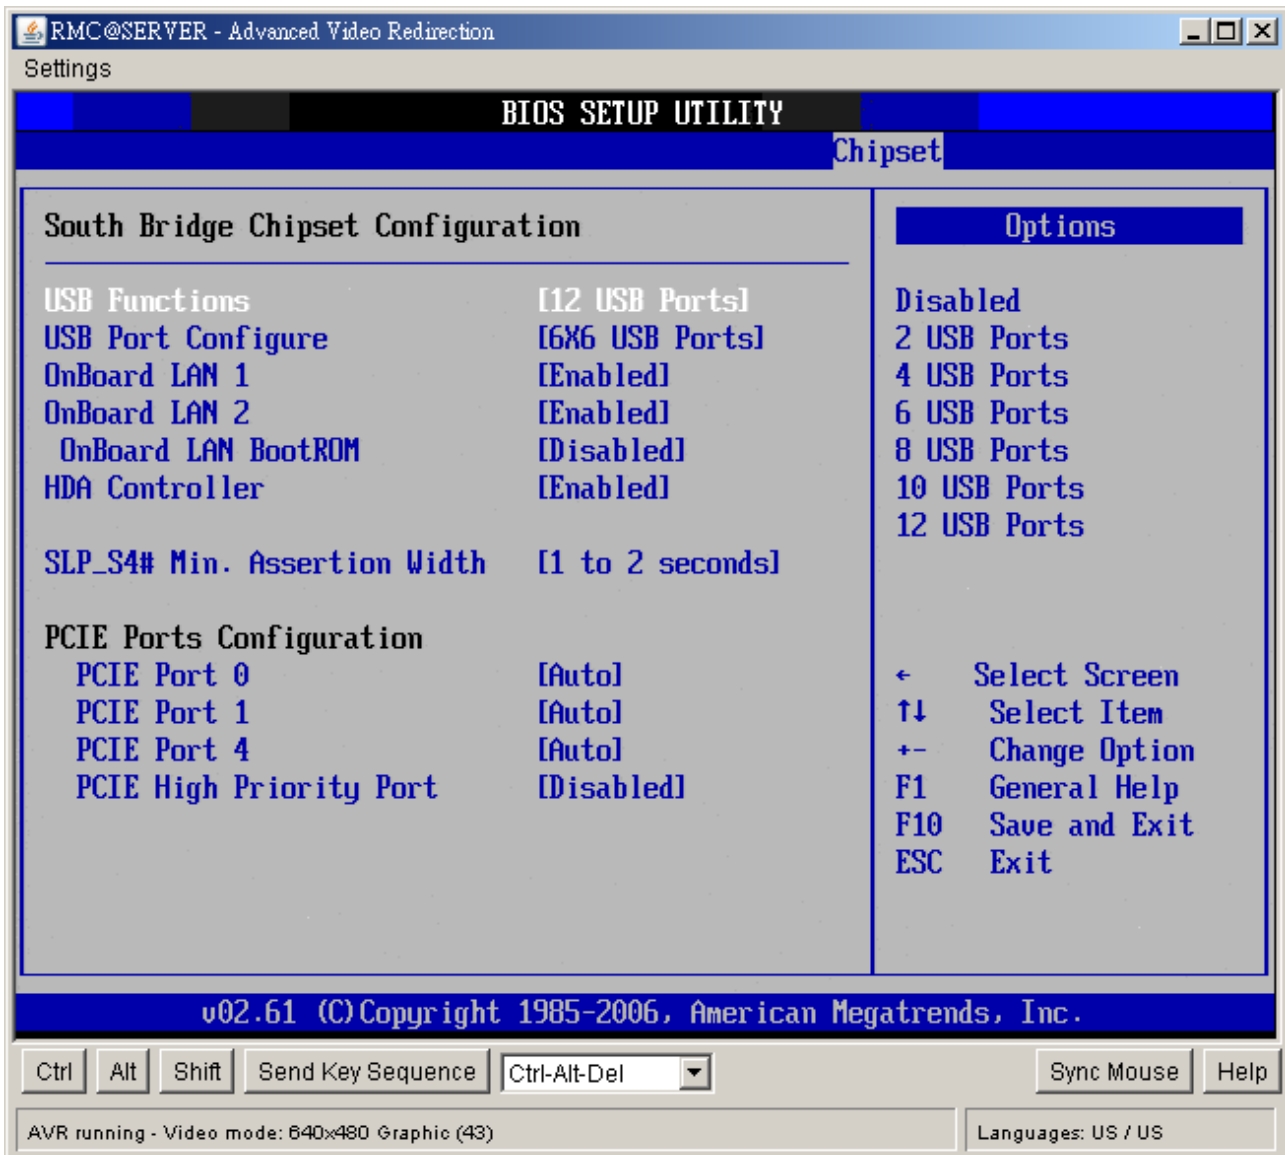 RMC@SERVER - Advanced Video Redirection
Settings
BIOS SETUP UTILITY
Chipset
South Bridge Chipset Configuration
Options
USB Functions [12 USB Ports]
USB Port Configure [6X6 USB Ports]
OnBoard LAN 1 [Enabled]
OnBoard LAN 2 [Enabled]
OnBoard LAN BootROM [Disabled]
HDA Controller [Enabled]
SLP_S4# Min. Assertion Width [1 to 2 seconds]
PCIE Ports Configuration
PCIE Port 0 [Auto]
PCIE Port 1 [Auto]
PCIE Port 4 [Auto]
PCIE High Priority Port [Disabled]
Disabled
2 USB Ports
4 USB Ports
6 USB Ports
8 USB Ports
10 USB Ports
12 USB Ports
← Select Screen
↑↓ Select Item
+- Change Option
F1 General Help
F10 Save and Exit
ESC Exit
v02.61 (C)Copyright 1985-2006, American Megatrends, Inc.
Ctrl Alt Shift Send Key Sequence Ctrl-Alt-Del Sync Mouse Help
AVR running - Video mode: 640x480 Graphic (43) Languages: US / US